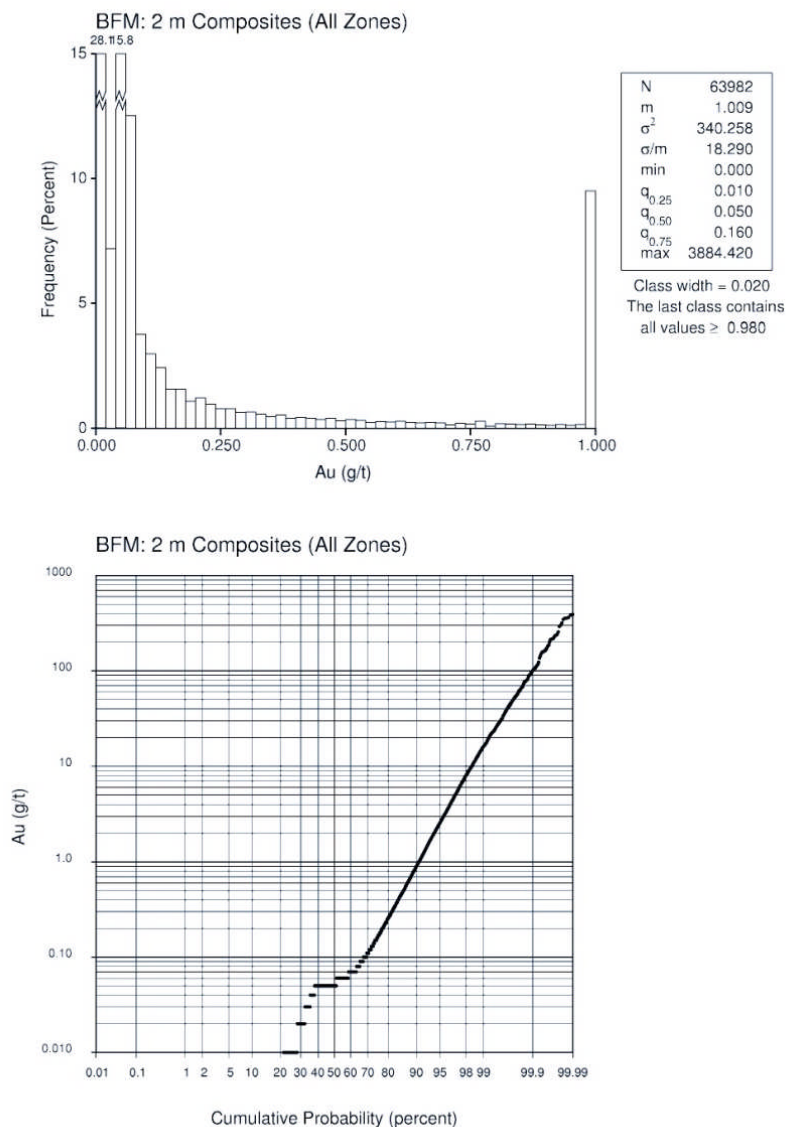 BFM: 2 m Composites (All Zones)
28.1 15.8
15
10
5
0
Frequency (Percent)
0.000 0.250 0.500 0.750 1.000
Au (g/t)
N 63982
m 1.009
σ² 340.258
σ/m 18.290
min 0.000
q0.25 0.010
q0.50 0.050
q0.75 0.160
max 3884.420
Class width = 0.020
The last class contains
all values ≥ 0.980
BFM: 2 m Composites (All Zones)
1000
100
10
1.0
0.10
0.010
Au (g/t)
0.01 0.1 1 2 5 10 20 30 40 50 60 70 80 90 95 98 99 99.9 99.99
Cumulative Probability (percent)